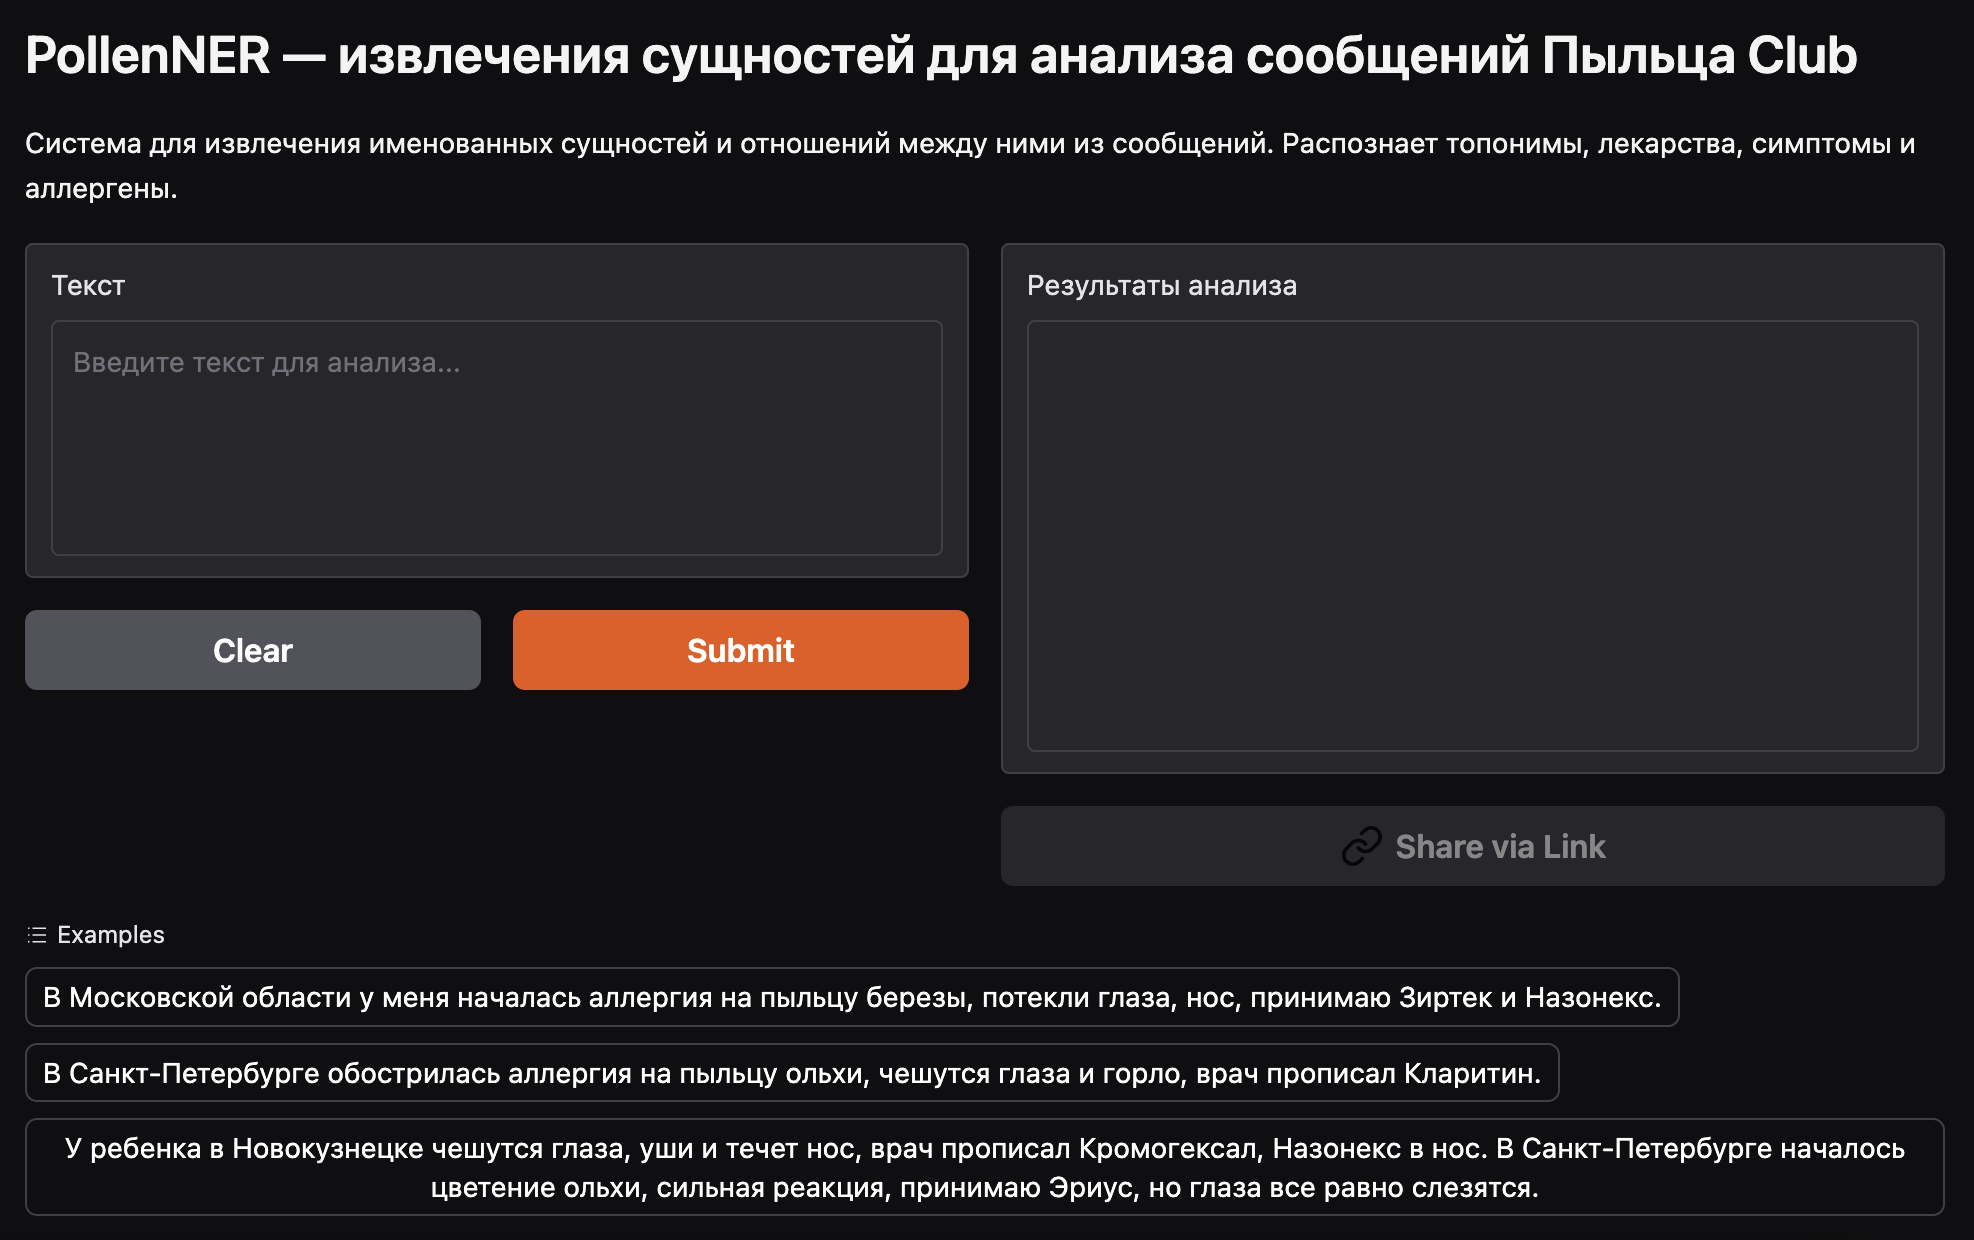 PollenNER — извлечения сущностей для анализа сообщений Пыльца Club
Система для извлечения именованных сущностей и отношений между ними из сообщений. Распознает топонимы, лекарства, симптомы и
аллергены.
Текст
Введите текст для анализа...
Clear
Submit
Результаты анализа
Share via Link
Examples
В Московской области у меня началась аллергия на пыльцу березы, потекли глаза, нос, принимаю Зиртек и Назонекс.
В Санкт-Петербурге обострилась аллергия на пыльцу ольхи, чешутся глаза и горло, врач прописал Кларитин.
У ребенка в Новокузнецке чешутся глаза, уши и течет нос, врач прописал Кромогексал, Назонекс в нос. В Санкт-Петербурге началось
цветение ольхи, сильная реакция, принимаю Эриус, но глаза все равно слезятся.